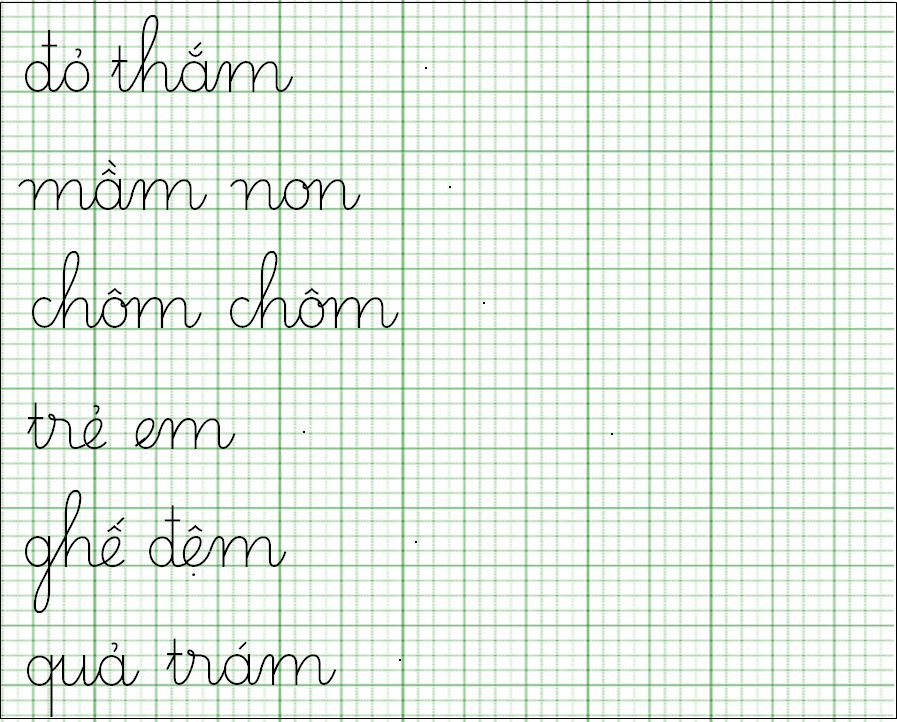 đỏ thắm
mầm non
chôm chôm
trẻ em
ghế đệm
quả trám